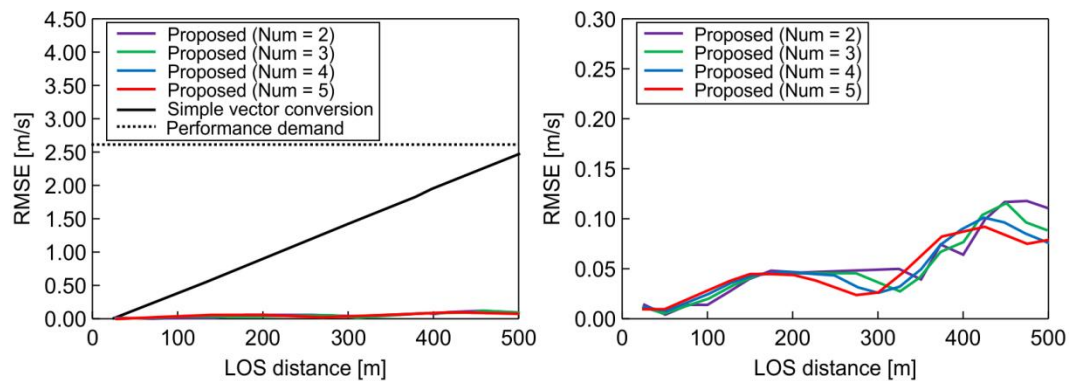 4.50
4.00
3.50
3.00
2.50
2.00
1.50
1.00
0.50
0.00
RMSE [m/s]
Proposed (Num = 2)
Proposed (Num = 3)
Proposed (Num = 4)
Proposed (Num = 5)
Simple vector conversion
Performance demand
0 100 200 300 400 500
LOS distance [m]
0.30
0.25
0.20
0.15
0.10
0.05
0.00
RMSE [m/s]
Proposed (Num = 2)
Proposed (Num = 3)
Proposed (Num = 4)
Proposed (Num = 5)
0 100 200 300 400 500
LOS distance [m]